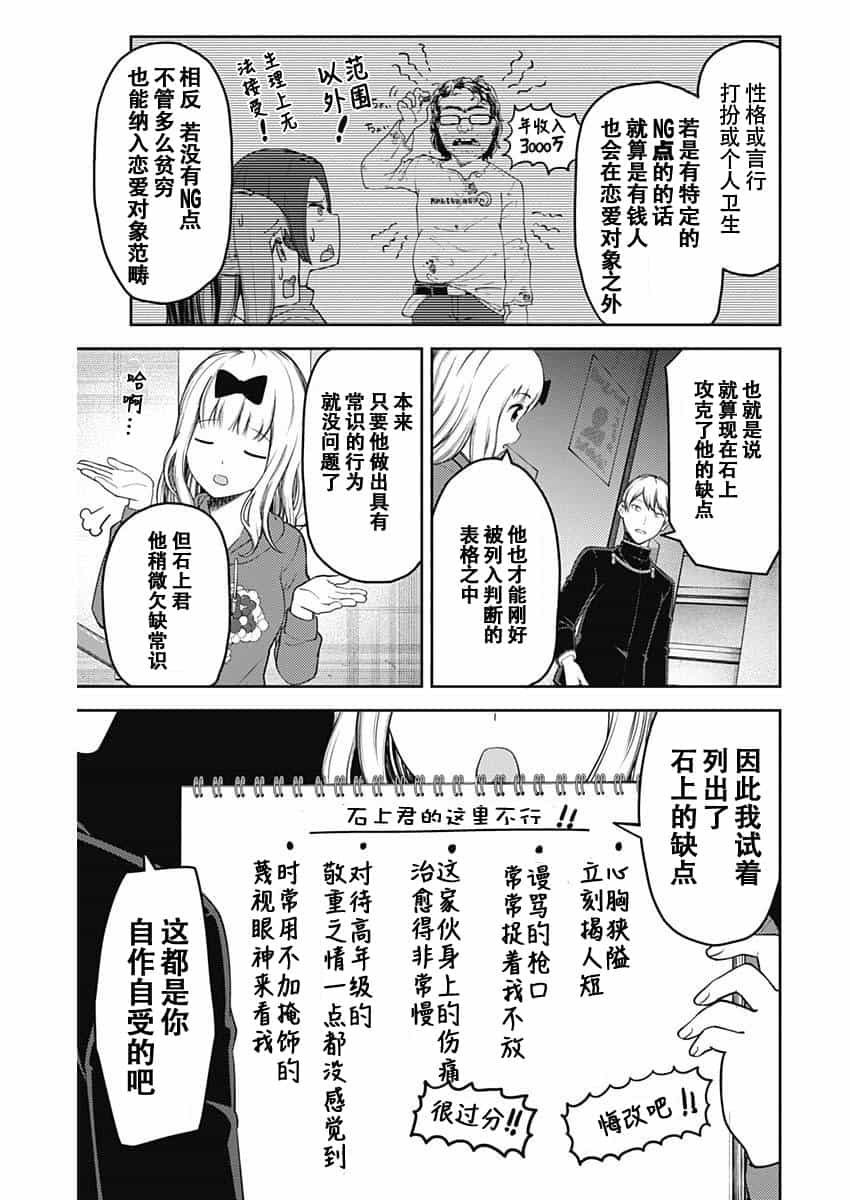 性格或言行
打扮或个人卫生
若是有特定的
NG点的的话
就算是有钱人
也会在恋爱对象之外
年收入
3000万
范围
以外！
生理上无
法接受！
相反 若没有NG点
不管多么贫穷
也能纳入恋爱对象范畴
也就是说
就算现在石上
攻克了他的缺点
他也才能刚好
被列入判断的
表格之中
本来
只要他做出具有
常识的行为
就没问题了
哈啊…
但石上君
他稍微欠缺常识
因此我试着
列出了
石上的缺点
石上君的这里不行!!
•心胸狭隘
立刻揭人短
•谩骂的枪口
常常捉着我不放
•这家伙身上的伤痛
治愈得非常慢
•对待高年级的
敬重之情一点都没感觉到
•时常用不加掩饰的
蔑视眼神来看我
悔改吧!!
很过分!!
这都是你
自作自受的吧